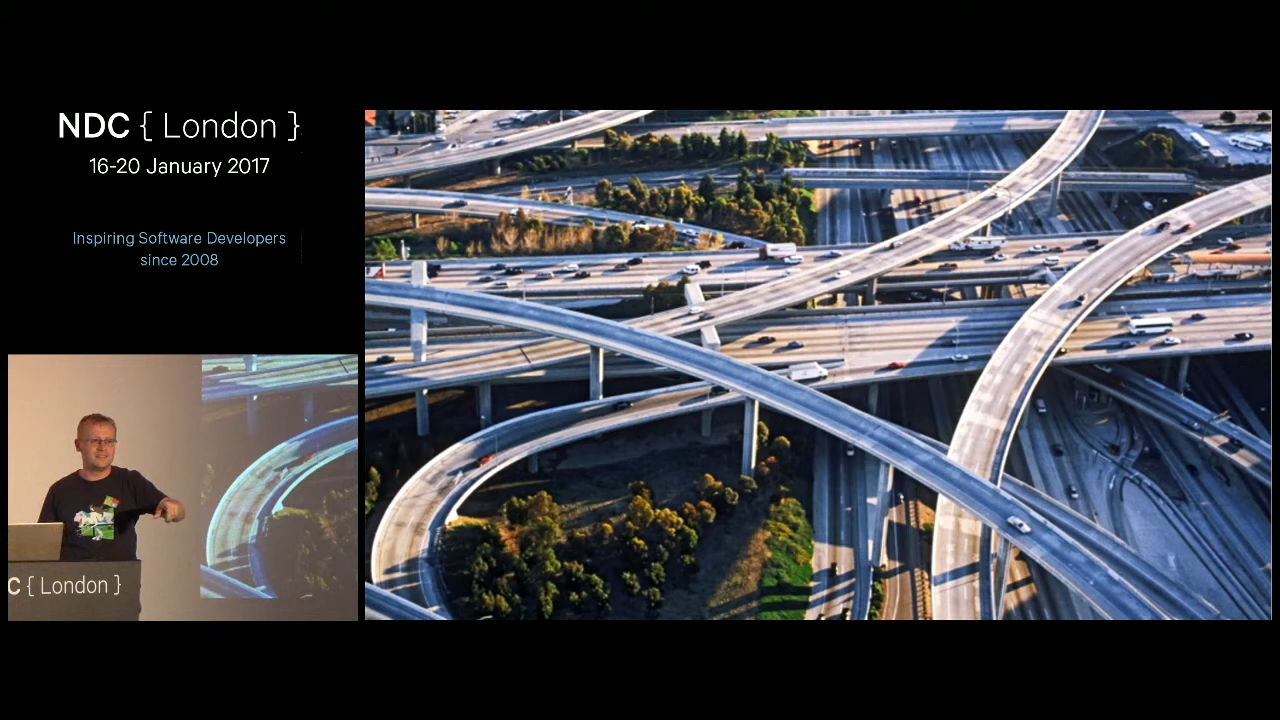 NDC { London }
16-20 January 2017
Inspiring Software Developers
since 2008
C { London }